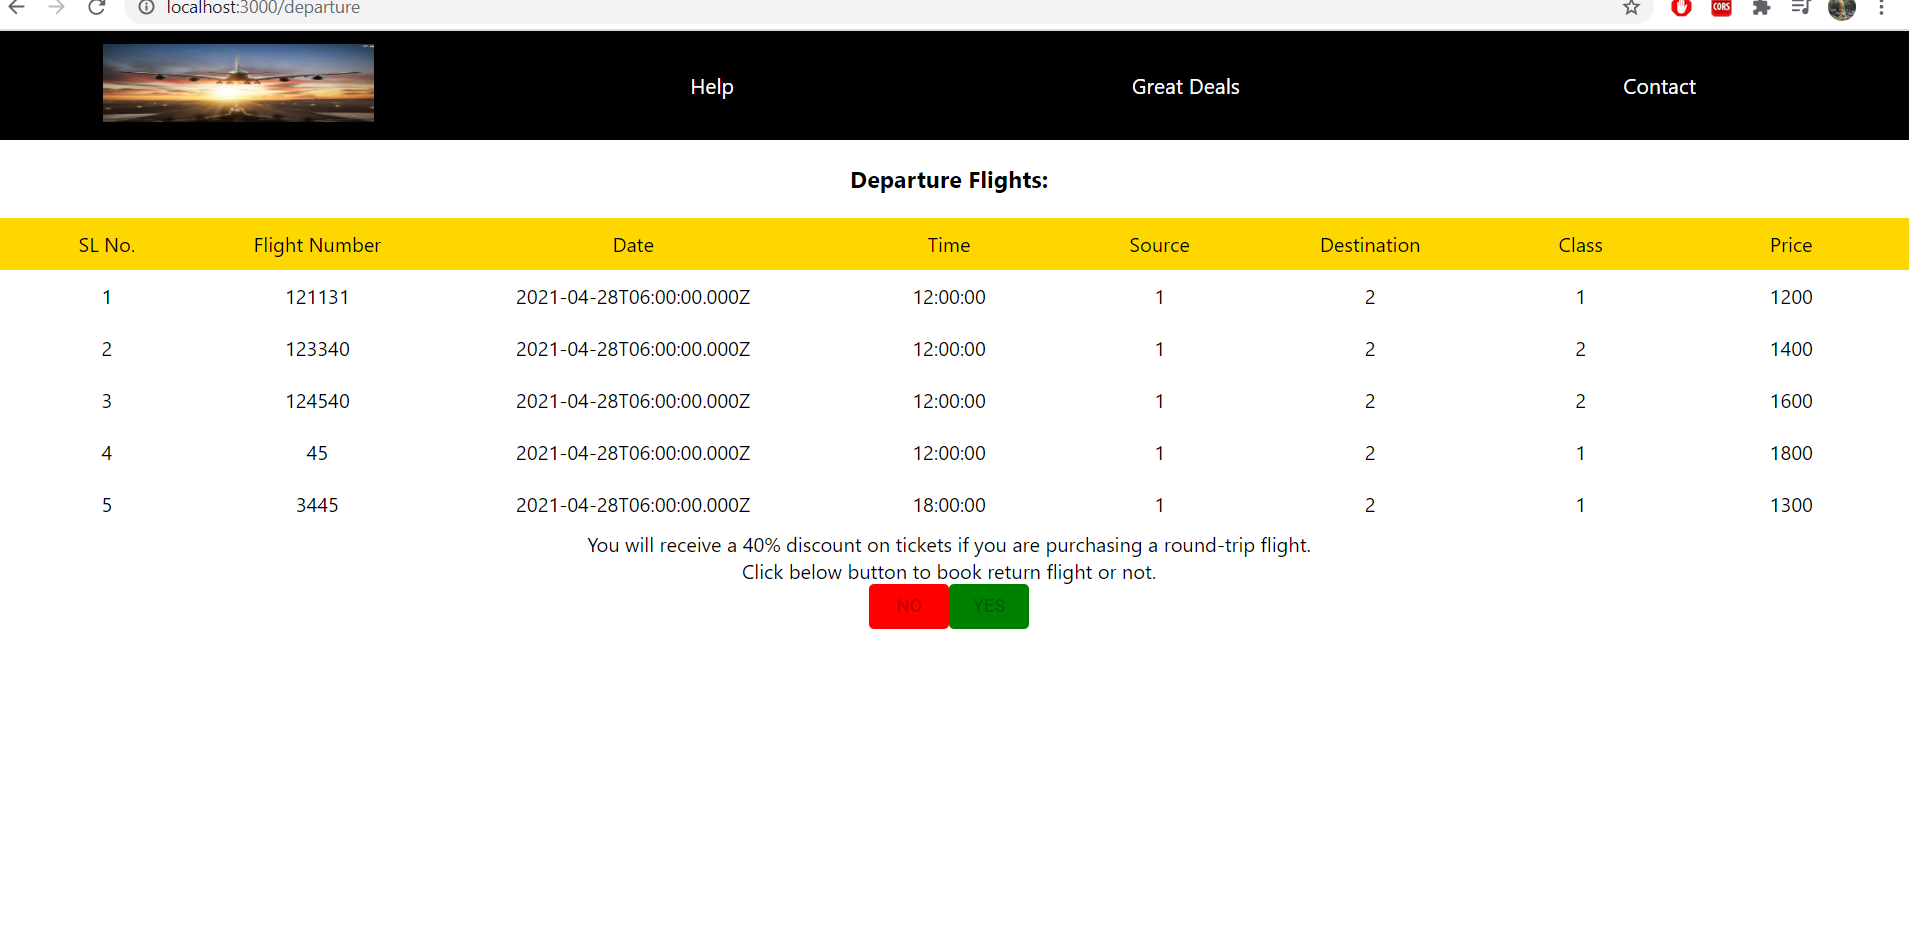 localhost:3000/departure
CORS
Help Great Deals Contact
Departure Flights:
SL No. Flight Number Date Time Source Destination Class Price
1 121131 2021-04-28T06:00:00.000Z 12:00:00 1 2 1 1200
2 123340 2021-04-28T06:00:00.000Z 12:00:00 1 2 2 1400
3 124540 2021-04-28T06:00:00.000Z 12:00:00 1 2 2 1600
4 45 2021-04-28T06:00:00.000Z 12:00:00 1 2 1 1800
5 3445 2021-04-28T06:00:00.000Z 18:00:00 1 2 1 1300
You will receive a 40% discount on tickets if you are purchasing a round-trip flight.
Click below button to book return flight or not.
NO YES